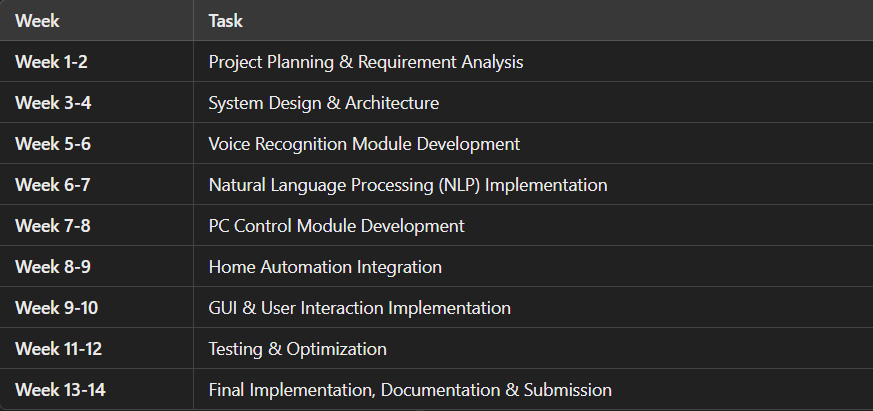 Week Task
Week 1-2 Project Planning & Requirement Analysis
Week 3-4 System Design & Architecture
Week 5-6 Voice Recognition Module Development
Week 6-7 Natural Language Processing (NLP) Implementation
Week 7-8 PC Control Module Development
Week 8-9 Home Automation Integration
Week 9-10 GUI & User Interaction Implementation
Week 11-12 Testing & Optimization
Week 13-14 Final Implementation, Documentation & Submission